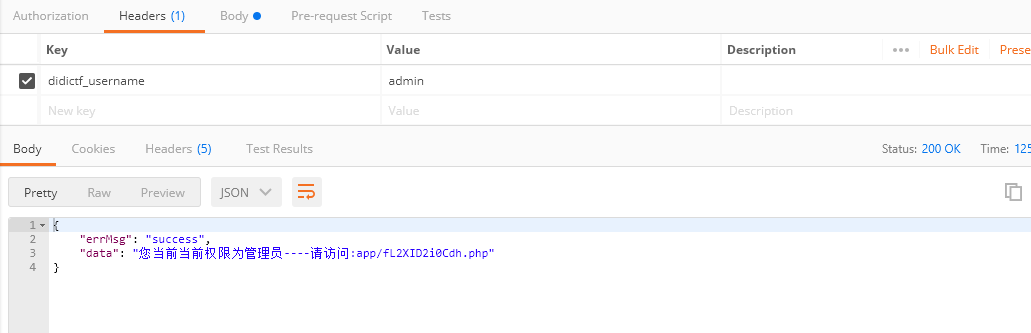 Authorization Headers (1) Body Pre-request Script Tests
Key Value Description ••• Bulk Edit Prese
didictf_username admin
New key Value Description
Body Cookies Headers (5) Test Results Status: 200 OK Time: 125
Pretty Raw Preview JSON
1 {
2 "errMsg": "success",
3 "data": "您当前当前权限为管理员----请访问:app/fL2XID2i0Cdh.php"
4 }